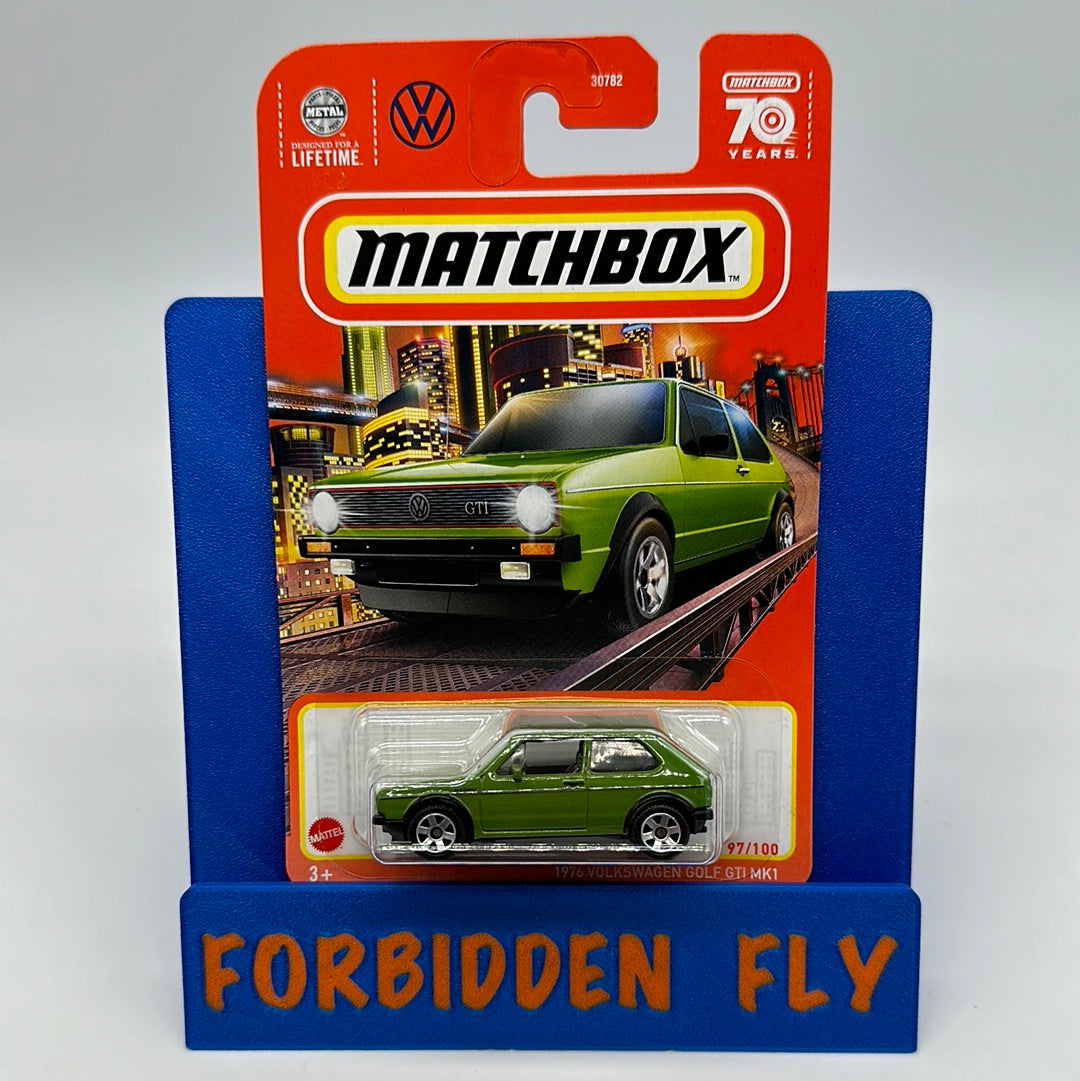 30782
METAL
DESIGNED FOR A
LIFETIME™
MATCHBOX
70
YEARS
MATCHBOX™
GTI
MATTEL
97/100
3+
1976 VOLKSWAGEN GOLF GTI MK1
FORBIDDEN FLY